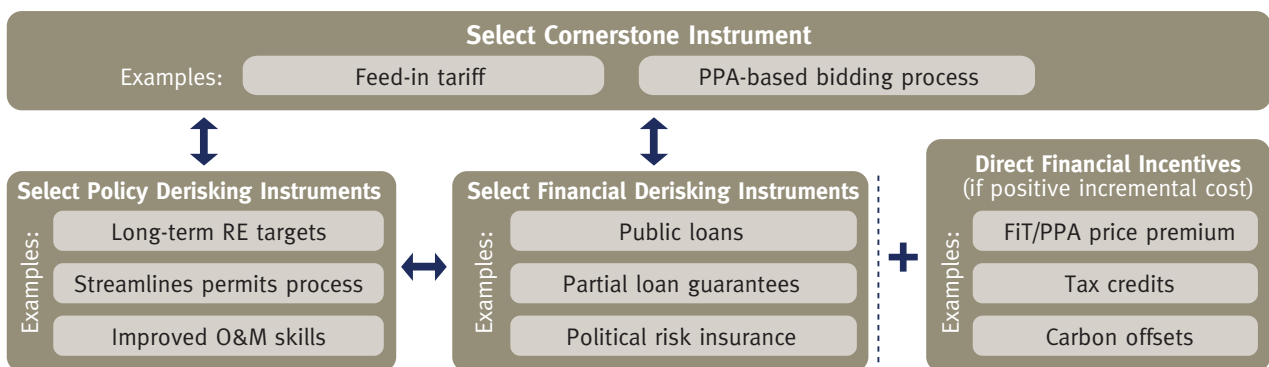 Select Cornerstone Instrument
Examples:
Feed-in tariff
PPA-based bidding process
Select Policy Derisking Instruments
Examples:
Long-term RE targets
Streamlines permits process
Improved O&M skills
Select Financial Derisking Instruments
Examples:
Public loans
Partial loan guarantees
Political risk insurance
+
Direct Financial Incentives
(if positive incremental cost)
Examples:
FiT/PPA price premium
Tax credits
Carbon offsets